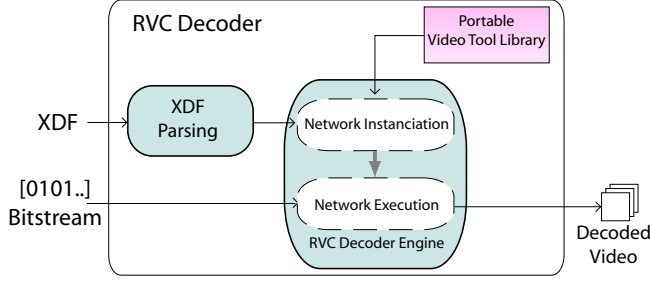 RVC Decoder
Portable
Video Tool Library
XDF
XDF
Parsing
Network Instanciation
[0101..]
Bitstream
Network Execution
RVC Decoder Engine
Decoded
Video